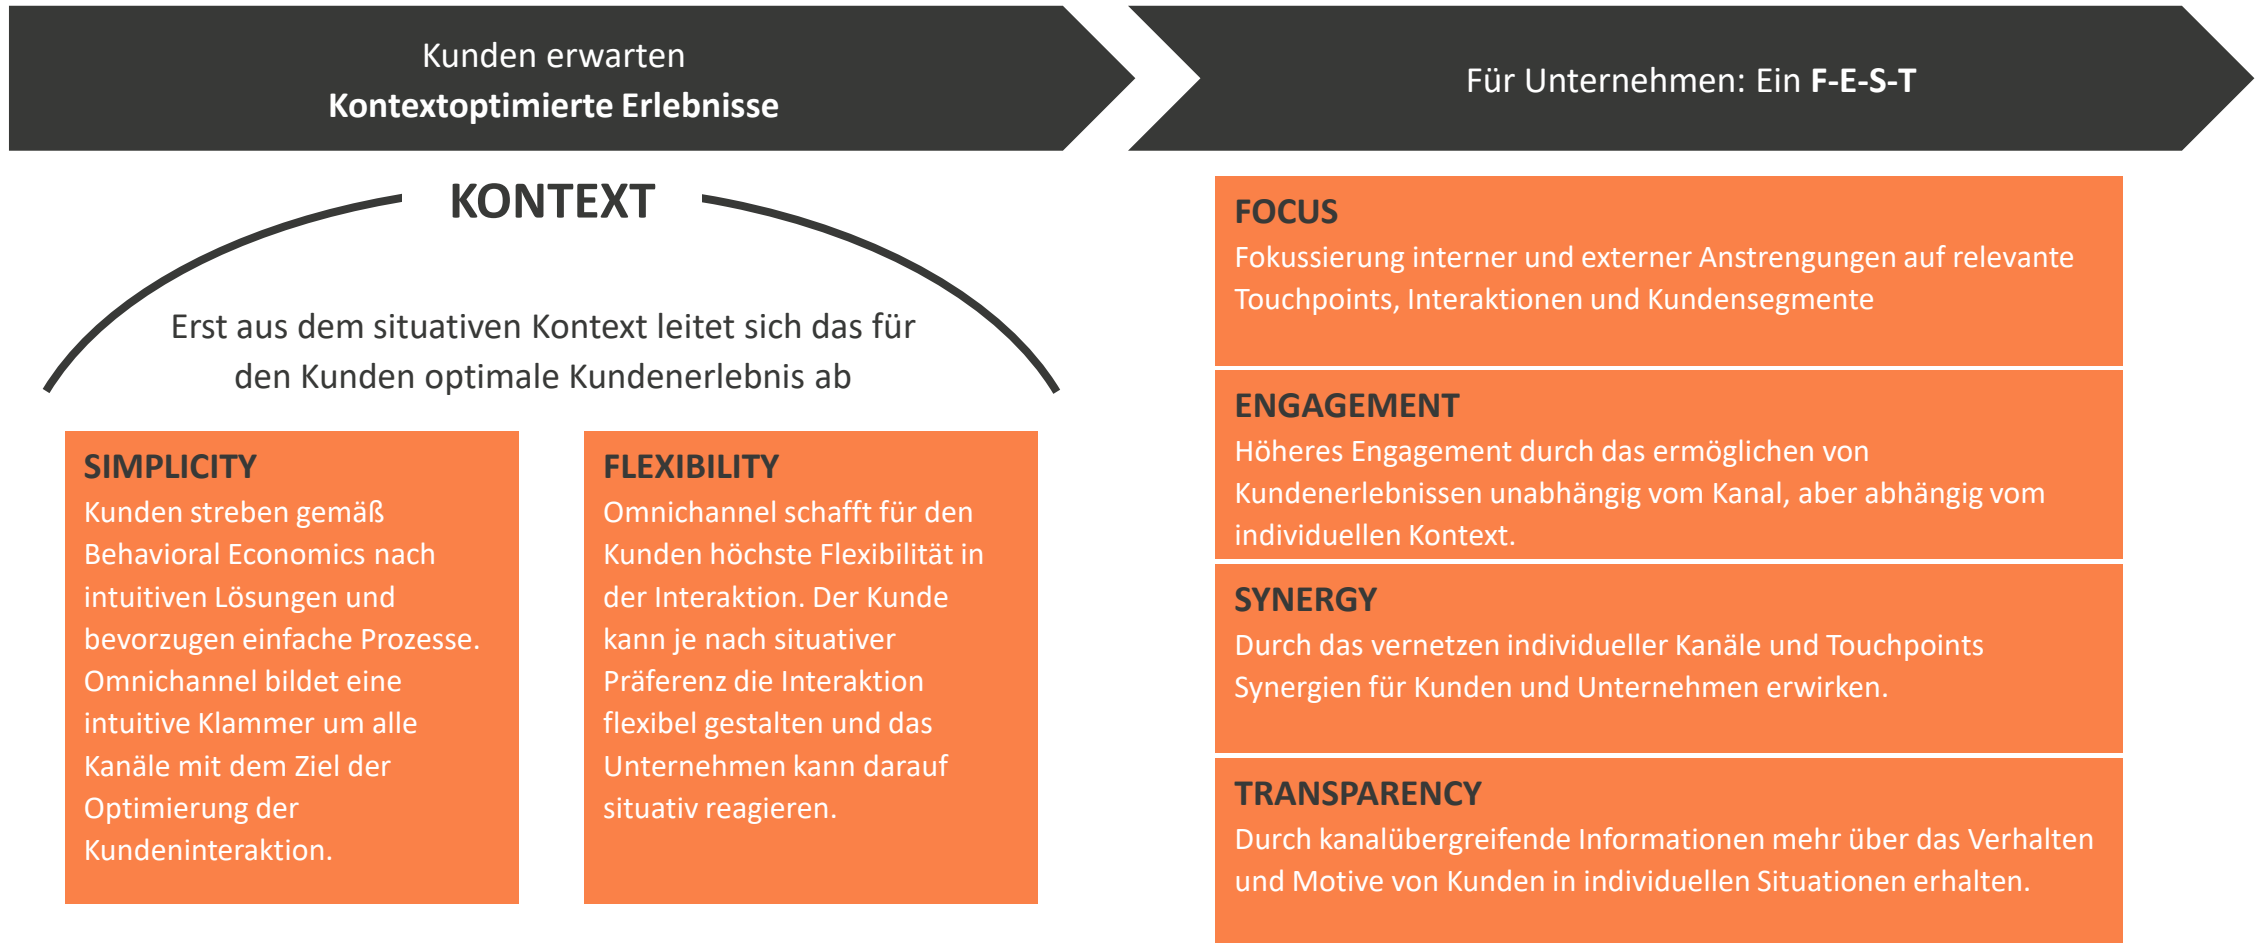 Kunden erwarten
Kontextoptimierte Erlebnisse
Für Unternehmen: Ein F-E-S-T
KONTEXT
Erst aus dem situativen Kontext leitet sich das für
den Kunden optimale Kundenerlebnis ab
SIMPLICITY
Kunden streben gemäß
Behavioral Economics nach
intuitiven Lösungen und
bevorzugen einfache Prozesse.
Omnichannel bildet eine
intuitive Klammer um alle
Kanäle mit dem Ziel der
Optimierung der
Kundeninteraktion.
FLEXIBILITY
Omnichannel schafft für den
Kunden höchste Flexibilität in
der Interaktion. Der Kunde
kann je nach situativer
Präferenz die Interaktion
flexibel gestalten und das
Unternehmen kann darauf
situativ reagieren.
FOCUS
Fokussierung interner und externer Anstrengungen auf relevante
Touchpoints, Interaktionen und Kundensegmente
ENGAGEMENT
Höheres Engagement durch das ermöglichen von
Kundenerlebnissen unabhängig vom Kanal, aber abhängig vom
individuellen Kontext.
SYNERGY
Durch das vernetzen individueller Kanäle und Touchpoints
Synergien für Kunden und Unternehmen erwirken.
TRANSPARENCY
Durch kanalübergreifende Informationen mehr über das Verhalten
und Motive von Kunden in individuellen Situationen erhalten.